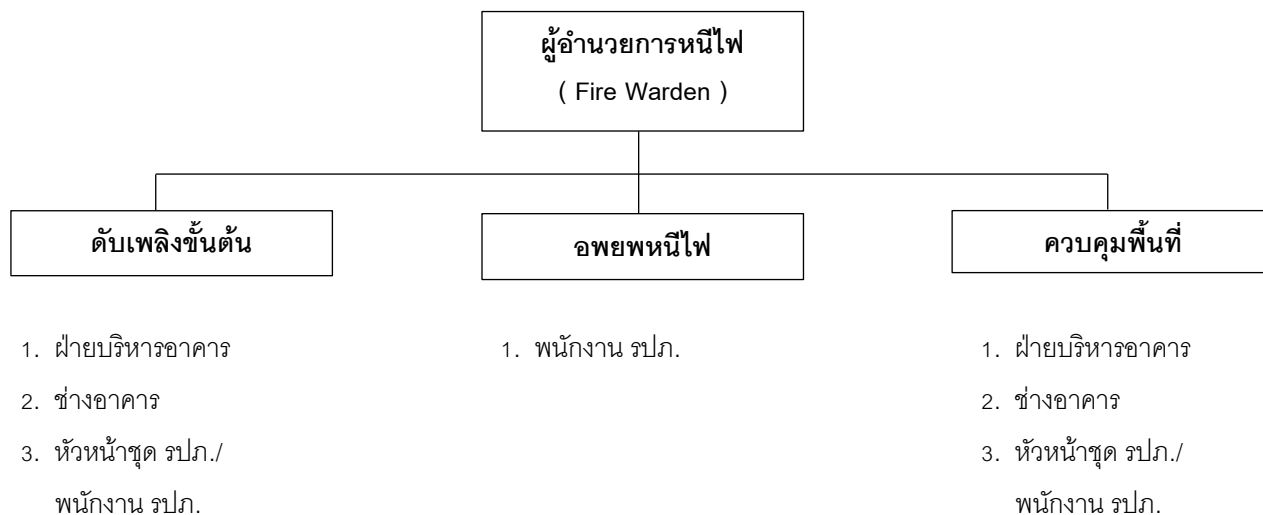 ผู้อำนวยการหนีไฟ
( Fire Warden )
ดับเพลิงขั้นต้น
อพยพหนีไฟ
ควบคุมพื้นที่
1. ฝ่ายบริหารอาคาร
2. ช่างอาคาร
3. หัวหน้าชุด รปภ./
พนักงาน รปภ.
1. พนักงาน รปภ.
1. ฝ่ายบริหารอาคาร
2. ช่างอาคาร
3. หัวหน้าชุด รปภ./
พนักงาน รปภ.